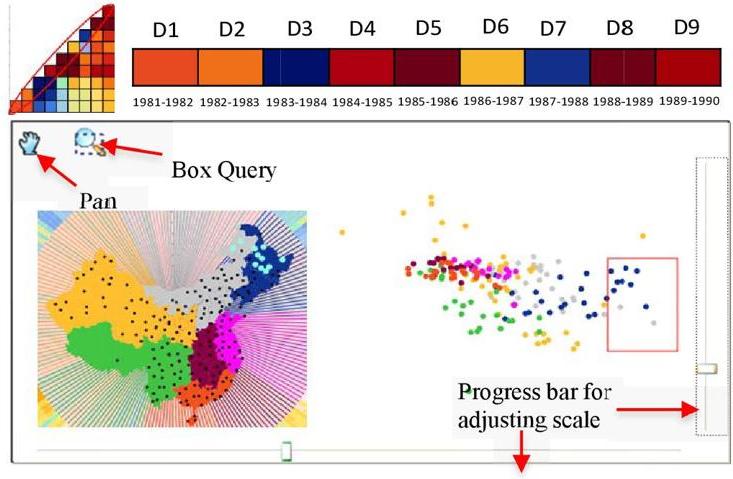 D1 D2 D3 D4 D5 D6 D7 D8 D9
1981-1982 1982-1983 1983-1984 1984-1985 1985-1986 1986-1987 1987-1988 1988-1989 1989-1990
Box Query
Pan
Progress bar for
adjusting scale